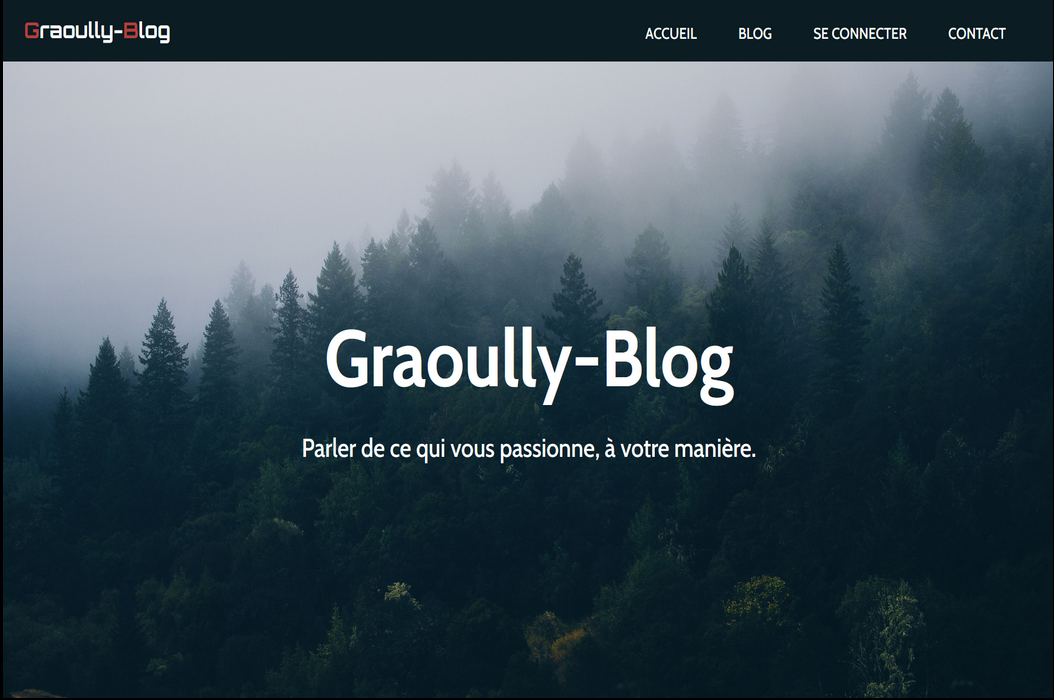 Graoully-Blog
ACCUEIL BLOG SE CONNECTER CONTACT
Graoully-Blog
Parler de ce qui vous passionne, à votre manière.